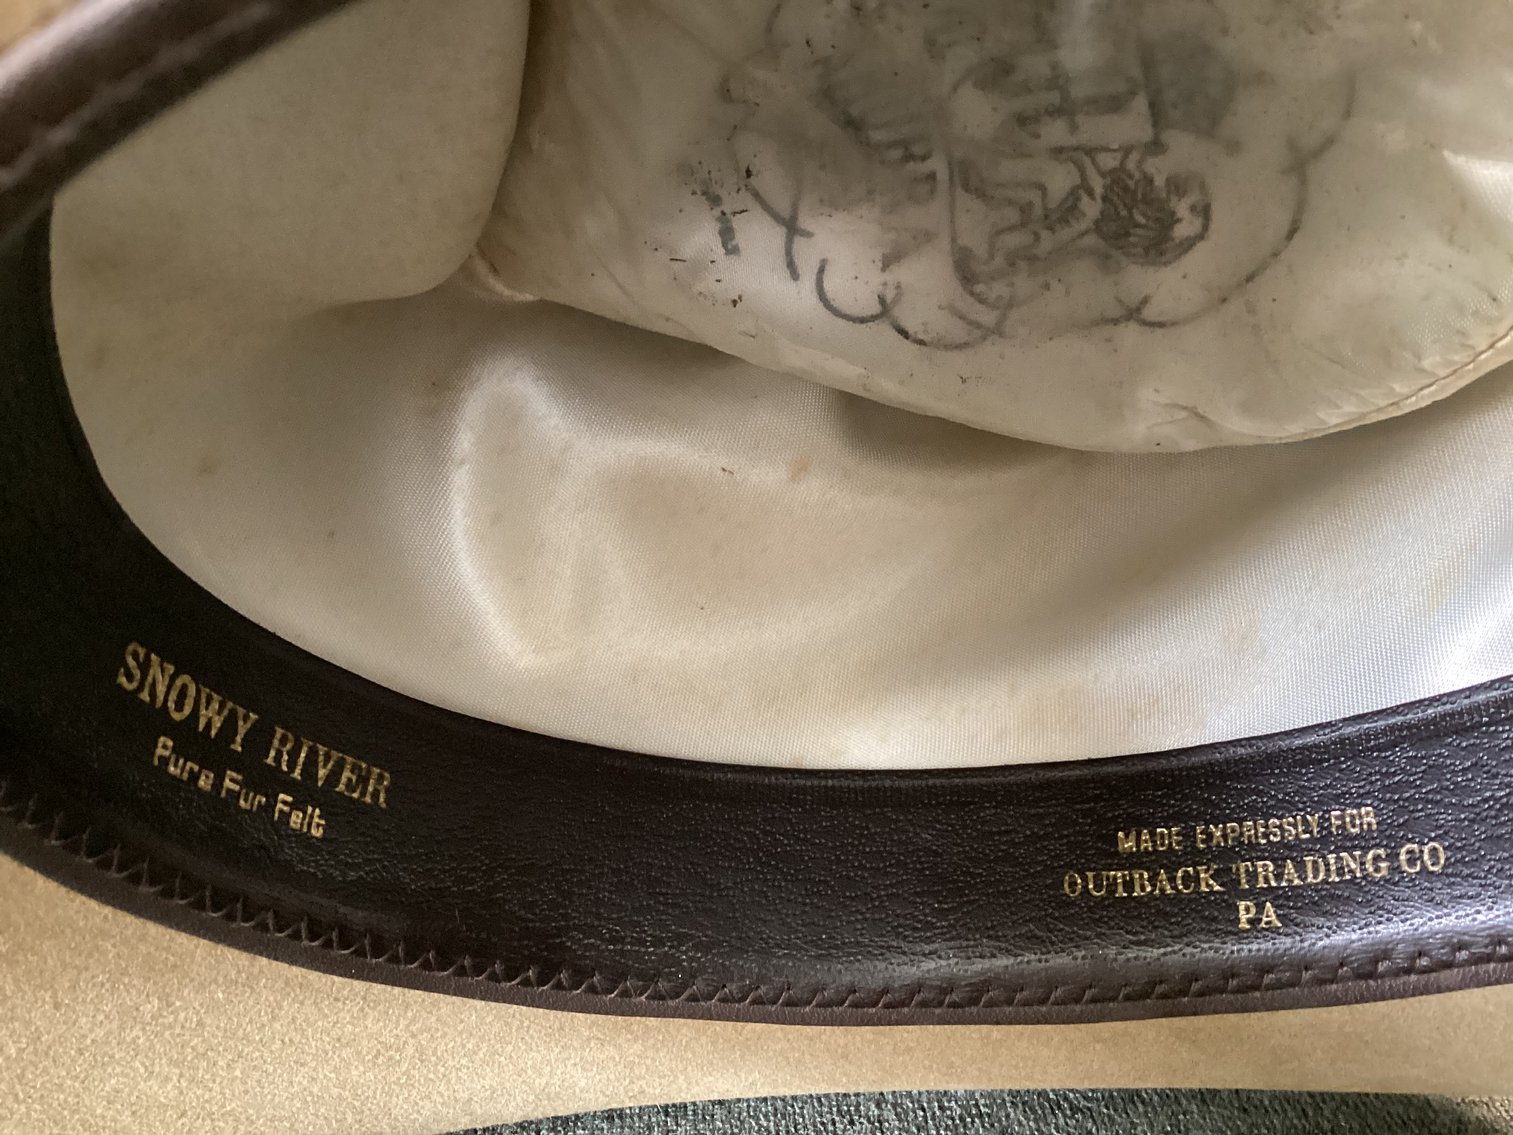 SNOWY RIVER
Pure Fur Felt
MADE EXPRESSLY FOR
OUTBACK TRADING CO
PA